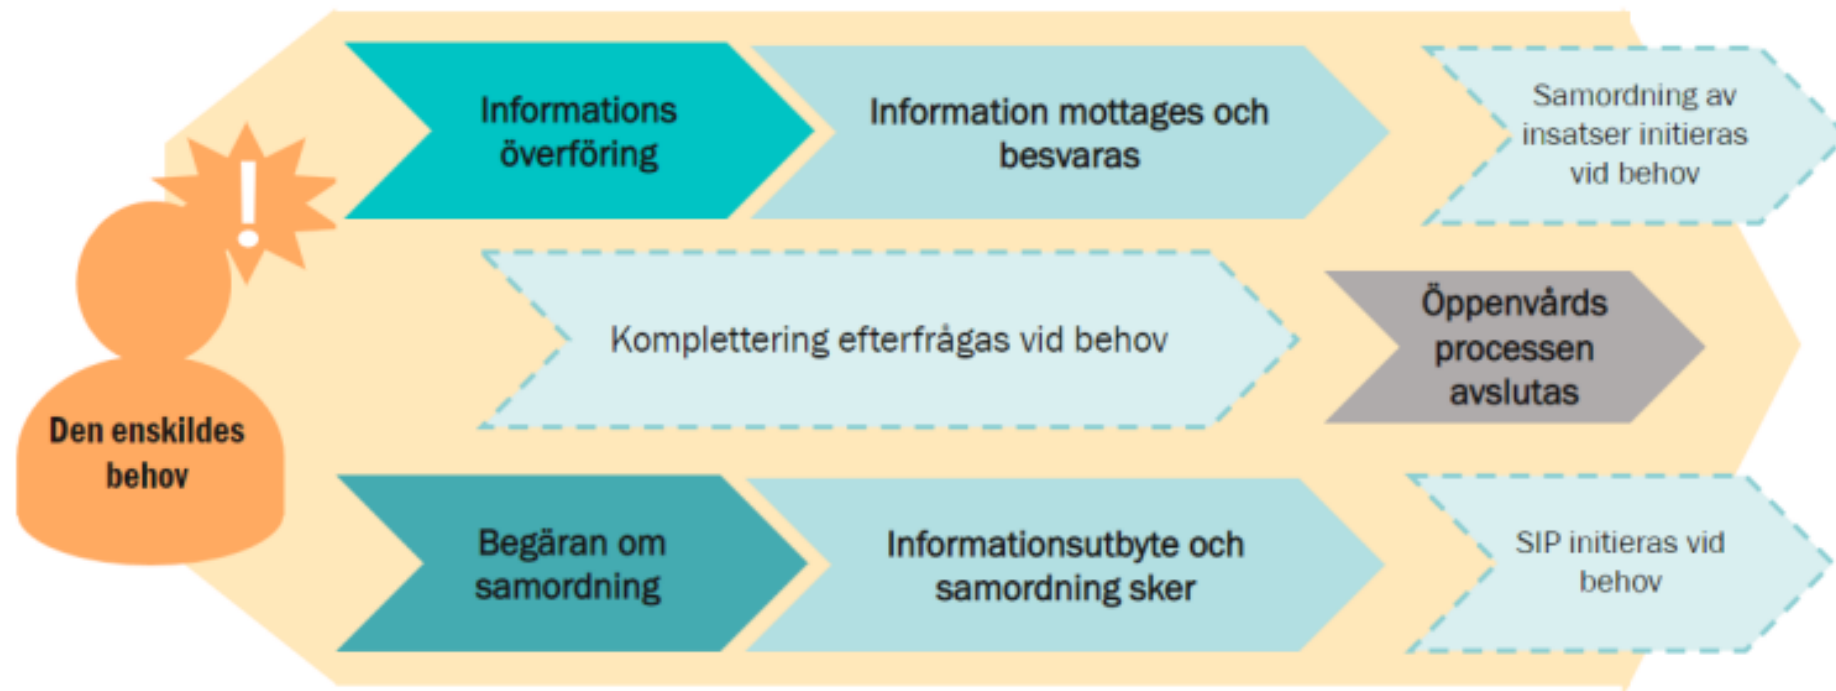 Informations
överföring
Information mottages och
besvaras
Samordning av
insatser initieras
vid behov
!
Komplettering efterfrågas vid behov
Öppenvårds
processen
avslutas
Den enskildes
behov
Begäran om
samordning
Informationsutbyte och
samordning sker
SIP initieras vid
behov